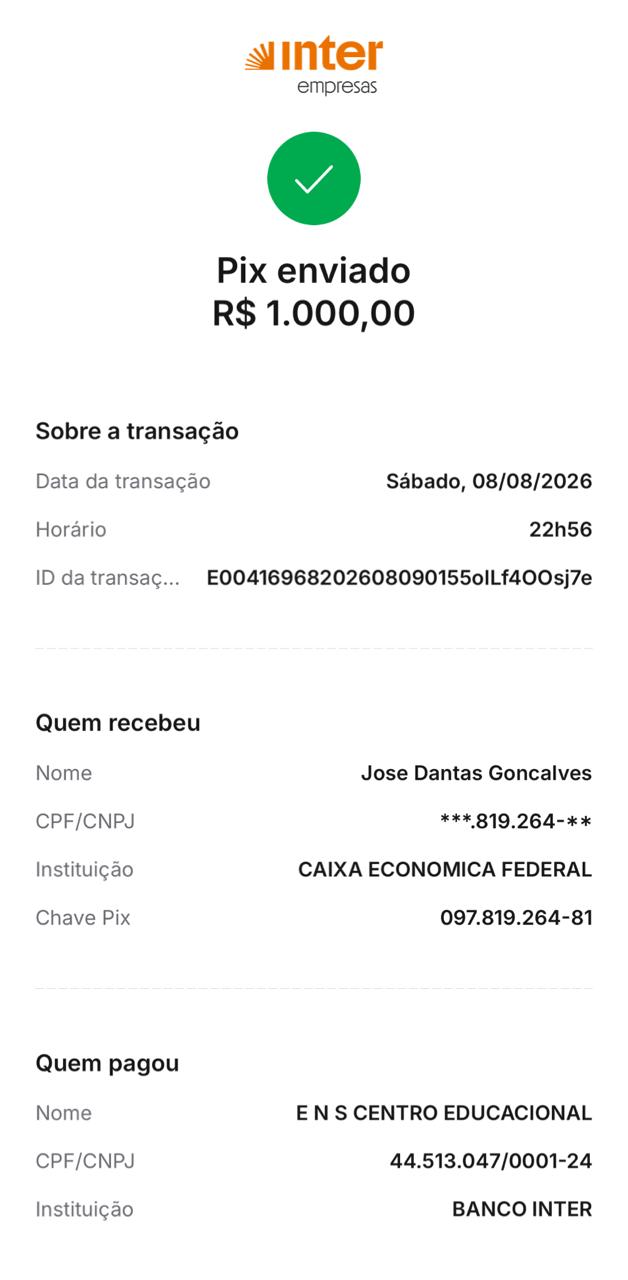 inter
empresas
Pix enviado
R$ 1.000,00
Sobre a transação
Data da transação Sábado, 08/08/2026
Horário 22h56
ID da transaç... E00416968202608090155olLf4OOsj7e
Quem recebeu
Nome Jose Dantas Goncalves
CPF/CNPJ ***.819.264-**
Instituição CAIXA ECONOMICA FEDERAL
Chave Pix 097.819.264-81
Quem pagou
Nome E N S CENTRO EDUCACIONAL
CPF/CNPJ 44.513.047/0001-24
Instituição BANCO INTER